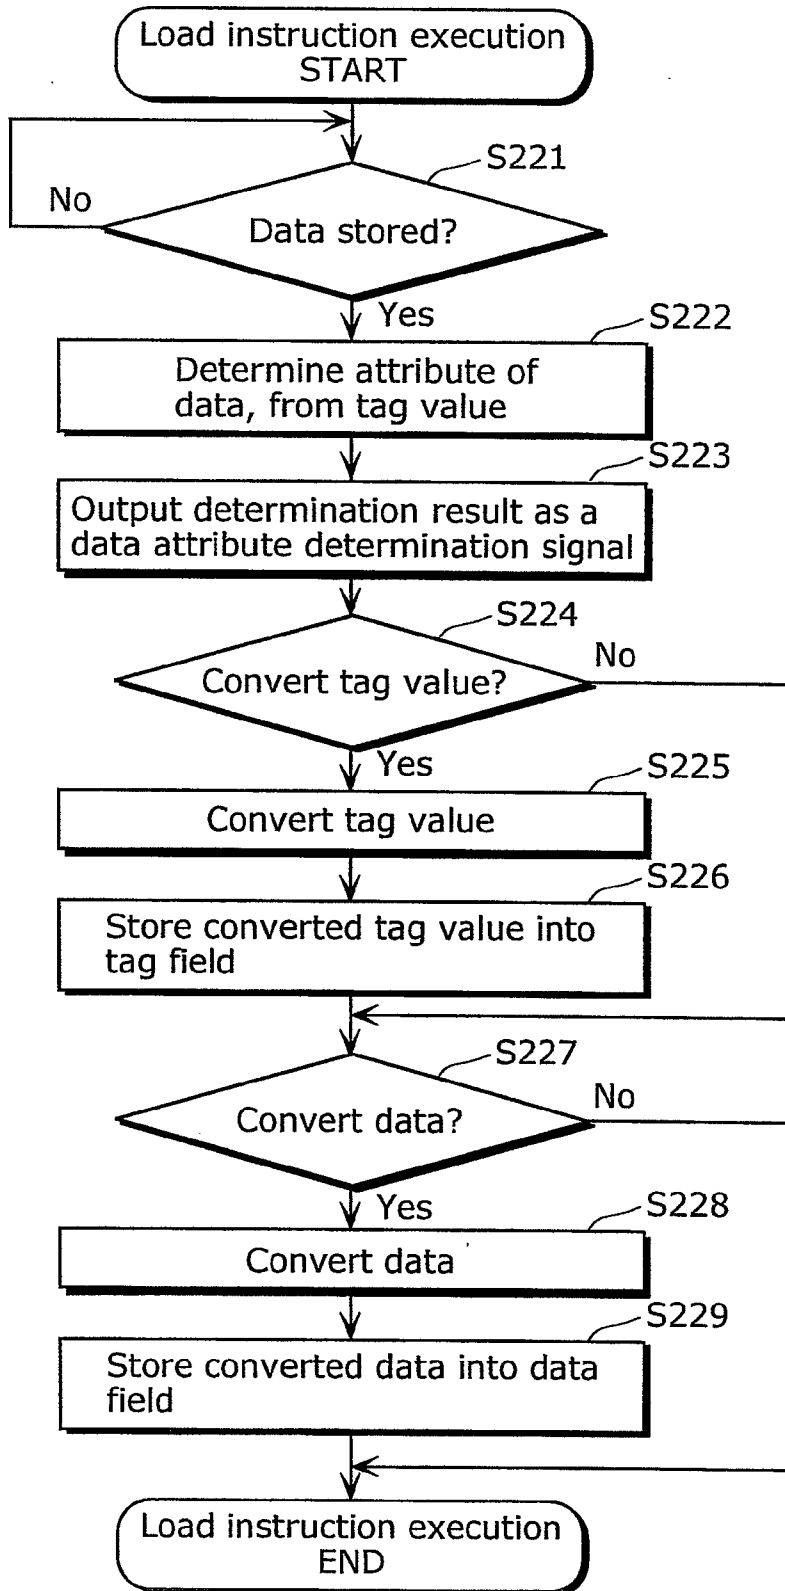 Load instruction execution
START
S221
No
Data stored?
Yes
S222
Determine attribute of
data, from tag value
S223
Output determination result as a
data attribute determination signal
S224
No
Convert tag value?
Yes
S225
Convert tag value
S226
Store converted tag value into
tag field
S227
No
Convert data?
Yes
S228
Convert data
S229
Store converted data into data
field
Load instruction execution
END